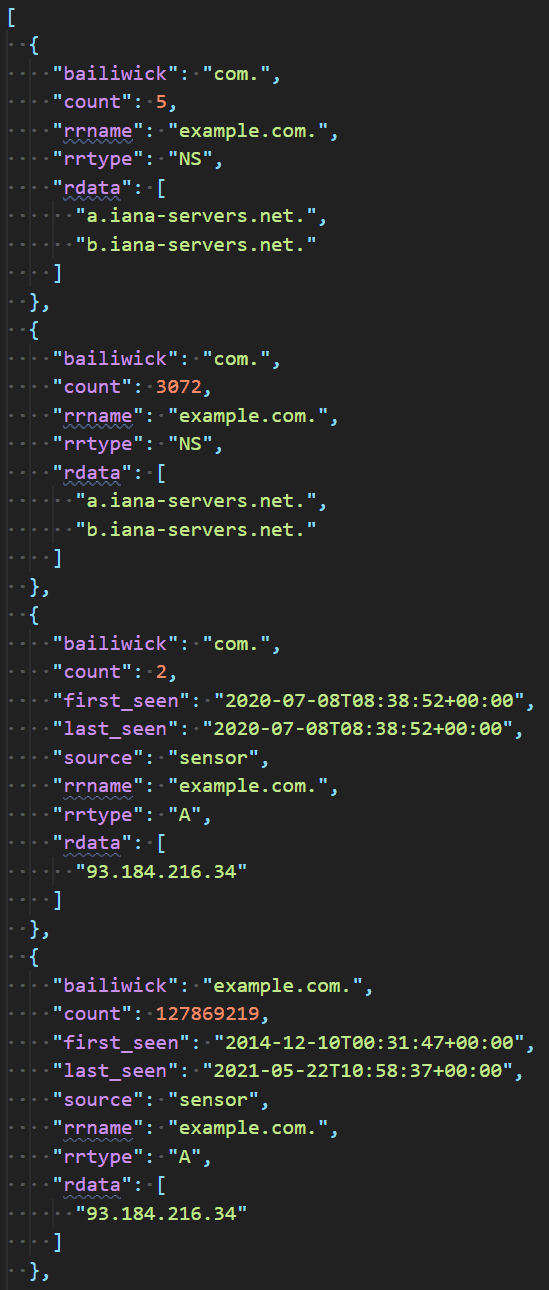 [
  {
    "bailiwick": "com.",
    "count": 5,
    "rrname": "example.com.",
    "rrtype": "NS",
    "rdata": [
      "a.iana-servers.net.",
      "b.iana-servers.net."
    ]
  },
  {
    "bailiwick": "com.",
    "count": 3072,
    "rrname": "example.com.",
    "rrtype": "NS",
    "rdata": [
      "a.iana-servers.net.",
      "b.iana-servers.net."
    ]
  },
  {
    "bailiwick": "com.",
    "count": 2,
    "first_seen": "2020-07-08T08:38:52+00:00",
    "last_seen": "2020-07-08T08:38:52+00:00",
    "source": "sensor",
    "rrname": "example.com.",
    "rrtype": "A",
    "rdata": [
      "93.184.216.34"
    ]
  },
  {
    "bailiwick": "example.com.",
    "count": 127869219,
    "first_seen": "2014-12-10T00:31:47+00:00",
    "last_seen": "2021-05-22T10:58:37+00:00",
    "source": "sensor",
    "rrname": "example.com.",
    "rrtype": "A",
    "rdata": [
      "93.184.216.34"
    ]
  },